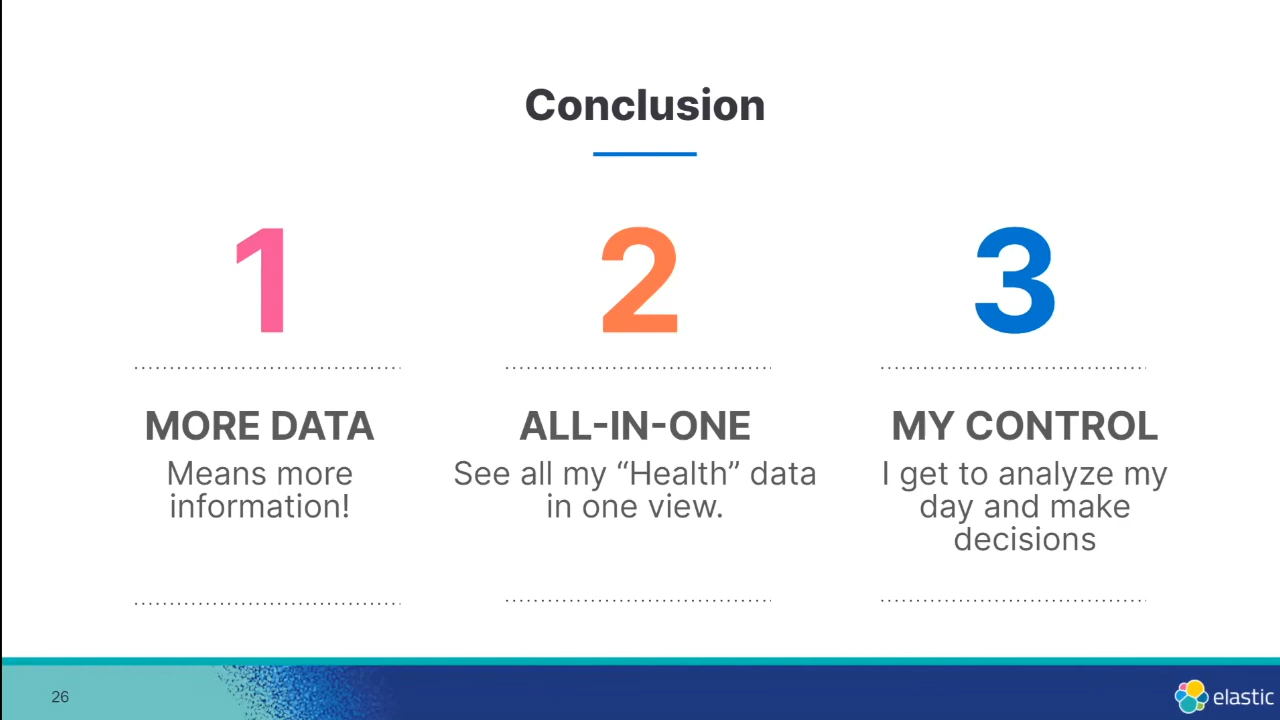 Conclusion
1
2
3
MORE DATA
Means more
information!
ALL-IN-ONE
See all my “Health” data
in one view.
MY CONTROL
I get to analyze my
day and make
decisions
26
elastic